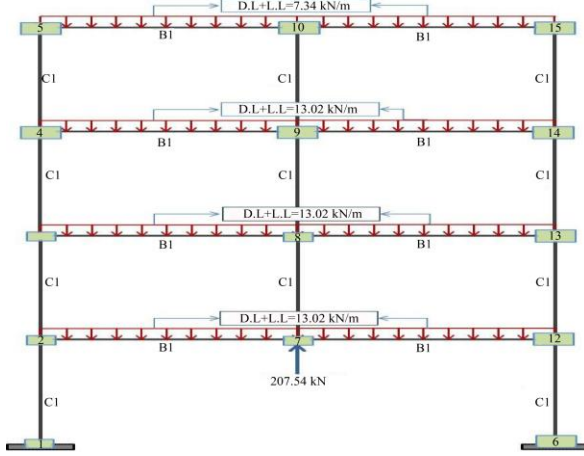 D.L+L.L=7.34 kN/m
5 10 15
B1 B1
C1 C1 C1
D.L+L.L=13.02 kN/m
4 9 14
B1 B1
C1 C1 C1
D.L+L.L=13.02 kN/m
8 13
B1 B1
C1 C1 C1
D.L+L.L=13.02 kN/m
2 7 12
B1 B1
207.54 kN
C1 C1
1 6